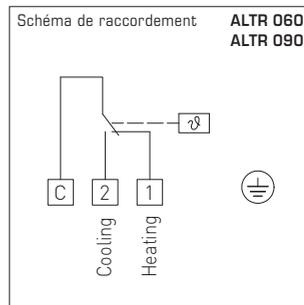 Schéma de raccordement ALTR 060
ALTR 090
ϑ
C 2 1
Cooling
Heating